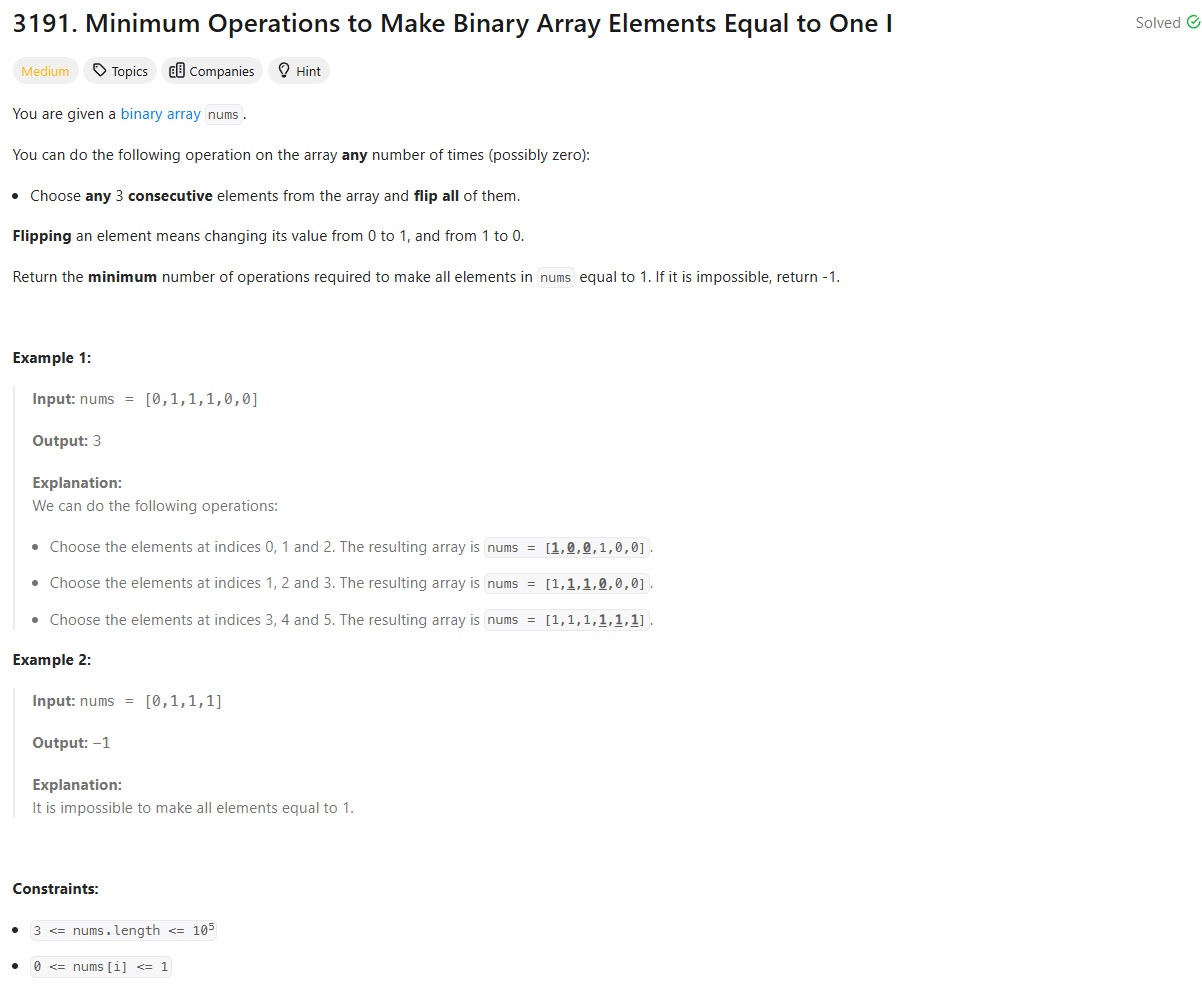 3191. Minimum Operations to Make Binary Array Elements Equal to One I
Solved
Medium Topics Companies Hint
You are given a binary array nums.
You can do the following operation on the array any number of times (possibly zero):
• Choose any 3 consecutive elements from the array and flip all of them.
Flipping an element means changing its value from 0 to 1, and from 1 to 0.
Return the minimum number of operations required to make all elements in nums equal to 1. If it is impossible, return -1.
Example 1:
Input: nums = [0,1,1,1,0,0]
Output: 3
Explanation:
We can do the following operations:
• Choose the elements at indices 0, 1 and 2. The resulting array is nums = [1,0,0,1,0,0].
• Choose the elements at indices 1, 2 and 3. The resulting array is nums = [1,1,1,0,0,0].
• Choose the elements at indices 3, 4 and 5. The resulting array is nums = [1,1,1,1,1,1].
Example 2:
Input: nums = [0,1,1,1]
Output: −1
Explanation:
It is impossible to make all elements equal to 1.
Constraints:
• 3 <= nums.length <= 10⁵
• 0 <= nums[i] <= 1